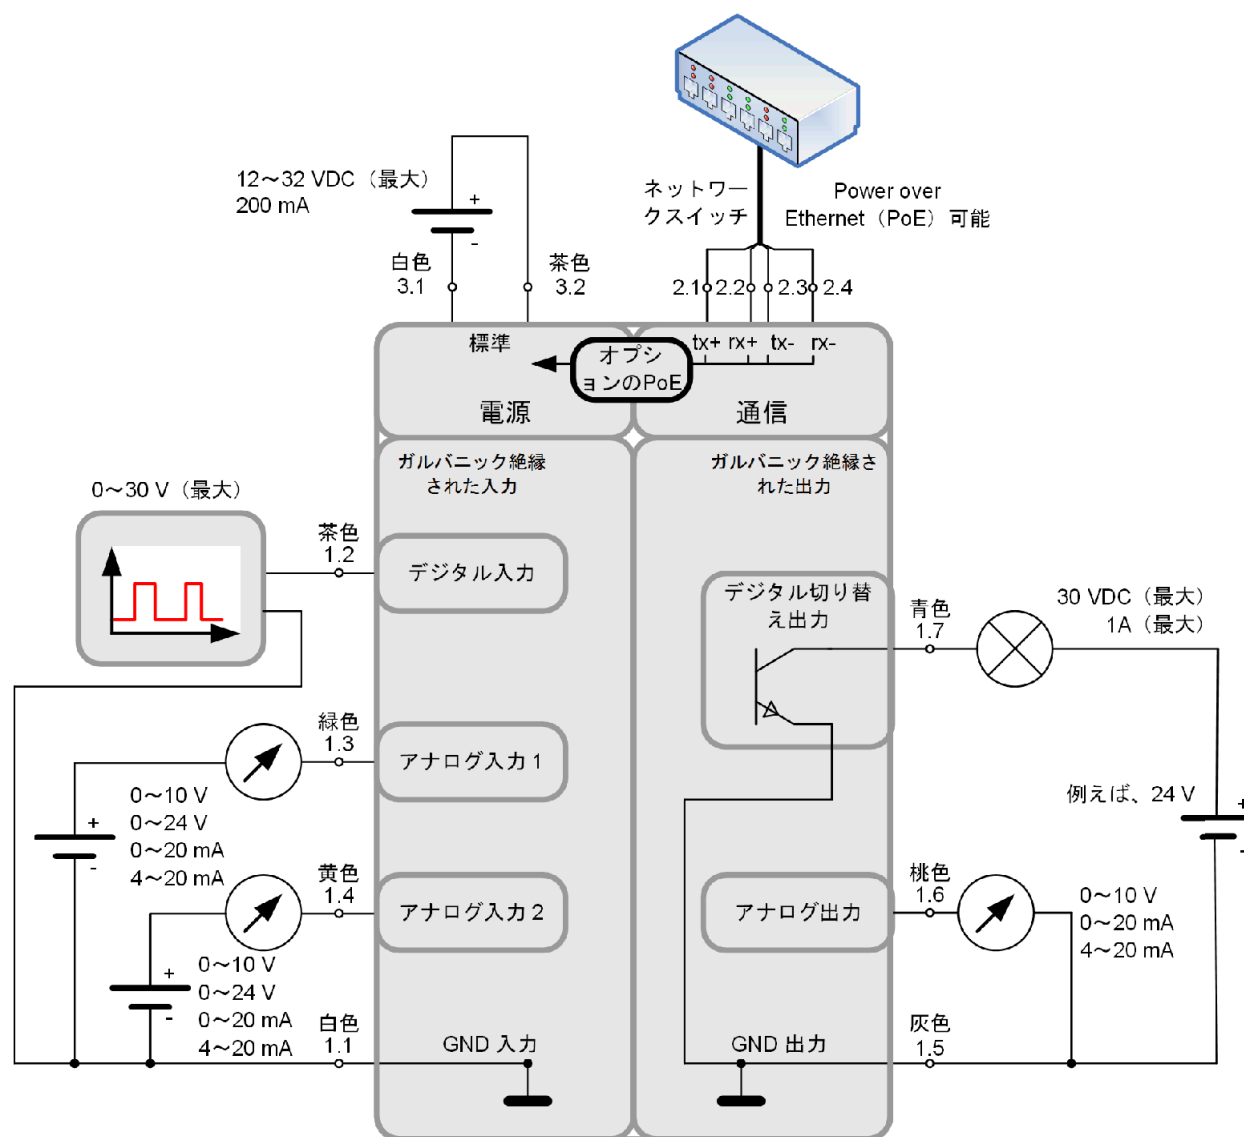 12～32 VDC（最大）
200 mA
+
-
白色
3.1
茶色
3.2
ネットワー
クスイッチ
Power over
Ethernet（PoE）可能
2.1
2.2
2.3
2.4
標準
tx+
rx+
tx-
rx-
オプシ
ョンのPoE
電源
通信
ガルバニック絶縁
された入力
ガルバニック絶縁さ
れた出力
0～30 V（最大）
茶色
1.2
デジタル入力
デジタル切り替
え出力
青色
1.7
30 VDC（最大）
1A（最大）
緑色
1.3
アナログ入力 1
0～10 V
0～24 V
0～20 mA
4～20 mA
+
-
例えば、24 V
+
-
黄色
1.4
アナログ入力 2
0～10 V
0～24 V
0～20 mA
4～20 mA
+
-
アナログ出力
桃色
1.6
0～10 V
0～20 mA
4～20 mA
白色
1.1
GND 入力
GND 出力
灰色
1.5